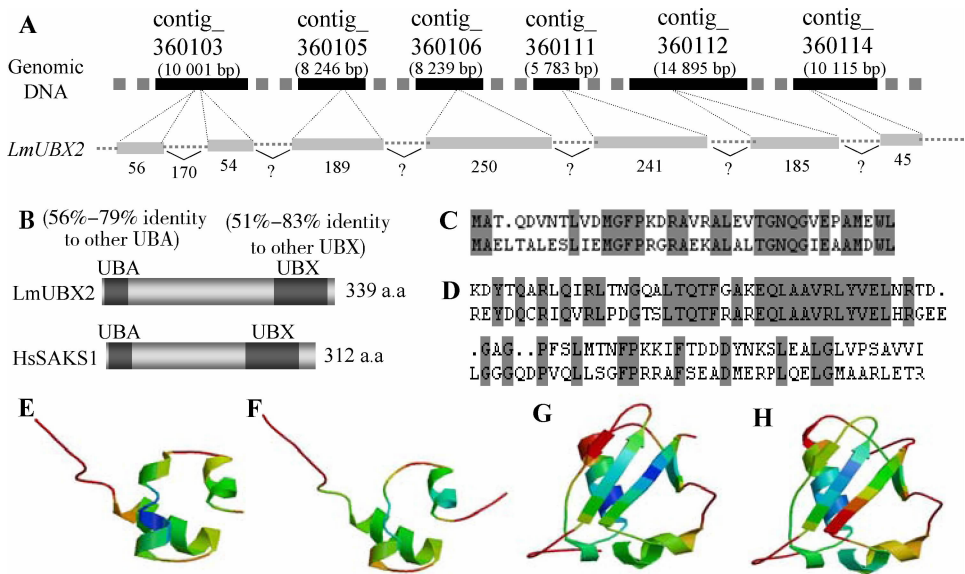 A
contig_
360103
(10 001 bp)
contig_
360105
(8 246 bp)
contig_
360106
(8 239 bp)
contig_
360111
(5 783 bp)
contig_
360112
(14 895 bp)
contig_
360114
(10 115 bp)
Genomic
DNA
LmUBX2
56
170
54
?
189
?
250
?
241
?
185
?
45
B
(56%–79% identity
to other UBA)
(51%–83% identity
to other UBX)
UBA
UBX
LmUBX2
339 a.a
UBA
UBX
HsSAKS1
312 a.a
C
MAT.QDVNTLVDMGFPKDRAVRALEVTGNQGVEPAMEWL
MAELTALESLIEMGFPRGRAEKALALTGNQGIEAAMDWL
D
KDYTQARLQIRLTNGQALTQTFGAKEQLAAVRLYVELNRTD.
REYDQCRIQVRLPDGTSLTQTFRAREQLAAVRLYVELHRGEE
.GAG..PFSLMTNFPKKIFTDDDYNKSLEALGLVPSAVVI
LGGGQDPVQLLSGFPRRAFSEADMERPLQELGMAARLETR
E
F
G
H